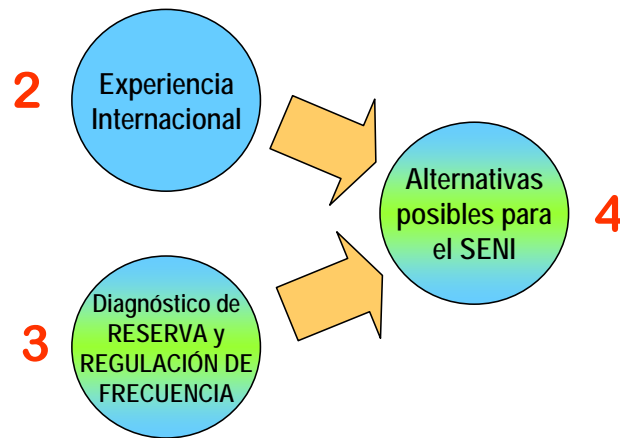 2
Experiencia
Internacional
3
Diagnóstico de
RESERVA y
REGULACIÓN DE
FRECUENCIA
Alternativas
posibles para
el SENI
4